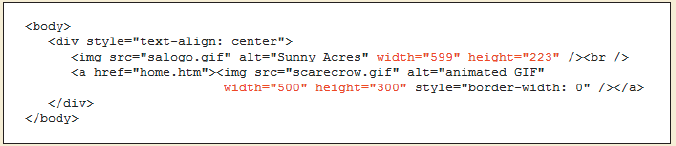 <body>
<div style="text-align: center">
<img src="salogo.gif" alt="Sunny Acres" width="599" height="223" /><br />
<a href="home.htm"><img src="scarecrow.gif" alt="animated GIF"
width="500" height="300" style="border-width: 0" /></a>
</div>
</body>